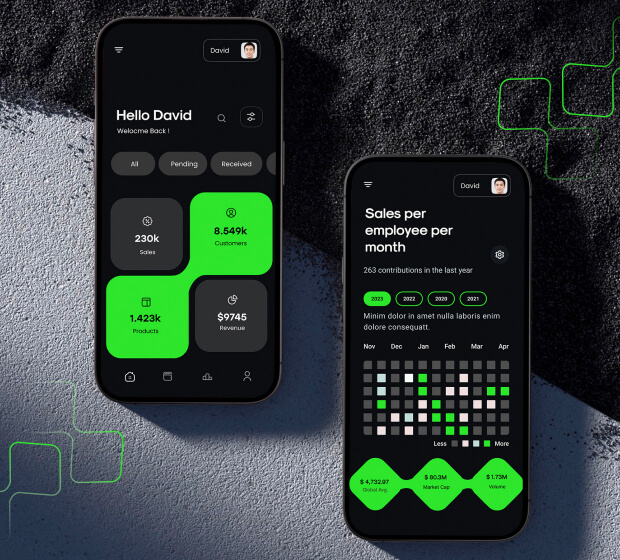 David
Hello David
Welocme Back !
All
Pending
Received
230k
Sales
8.549k
Customers
1.423k
Products
$9745
Revenue
David
Sales per
employee per
month
263 contributions in the last year
2023
2022
2020
2021
Minim dolor in amet nulla laboris enim
dolore consequatt.
Nov Dec Jan Feb Mar Apr
Less More
$ 4,732.97
Global Avg.
$ 80.3M
Market Cap
$ 1.73M
Volume